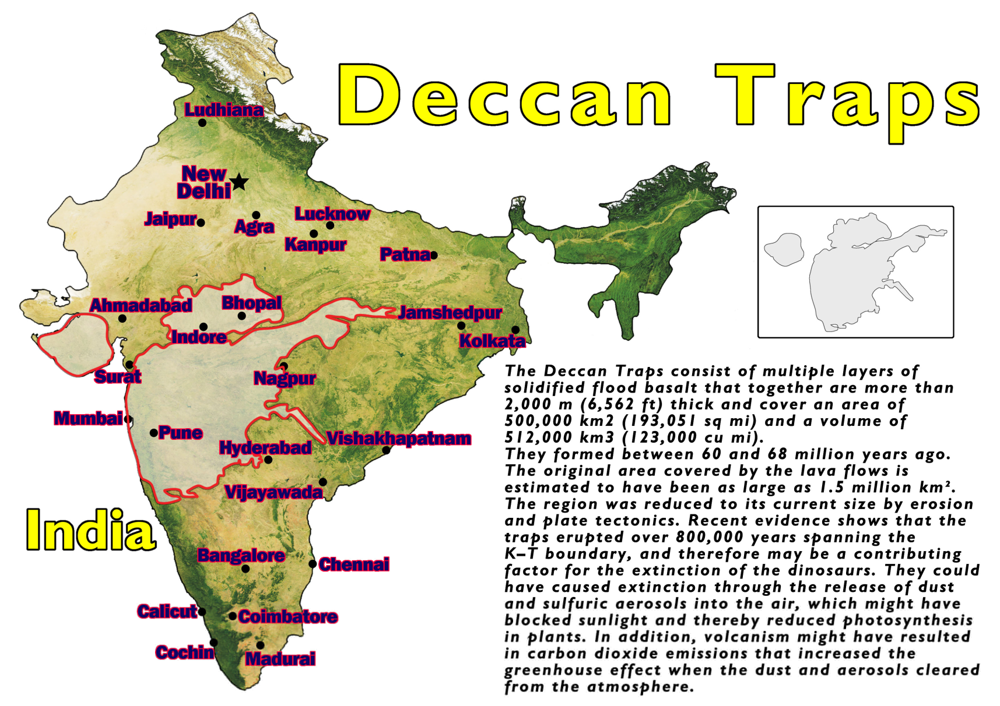 Deccan Traps
Ludhiana
New
Delhi
Jaipur
Agra
Lucknow
Kanpur
Patna
Ahmadabad
Bhopal
Indore
Jamshedpur
Kolkata
Surat
Nagpur
Mumbai
Pune
Hyderabad
Vishakhapatnam
Vijayawada
India
Bangalore
Chennai
Calicut
Coimbatore
Cochin
Madurai
The Deccan Traps consist of multiple layers of
solidified flood basalt that together are more than
2,000 m (6,562 ft) thick and cover an area of
500,000 km2 (193,051 sq mi) and a volume of
512,000 km3 (123,000 cu mi).
They formed between 60 and 68 million years ago.
The original area covered by the lava flows is
estimated to have been as large as 1.5 million km².
The region was reduced to its current size by erosion
and plate tectonics. Recent evidence shows that the
traps erupted over 800,000 years spanning the
K–T boundary, and therefore may be a contributing
factor for the extinction of the dinosaurs. They could
have caused extinction through the release of dust
and sulfuric aerosols into the air, which might have
blocked sunlight and thereby reduced photosynthesis
in plants. In addition, volcanism might have resulted
in carbon dioxide emissions that increased the
greenhouse effect when the dust and aerosols cleared
from the atmosphere.